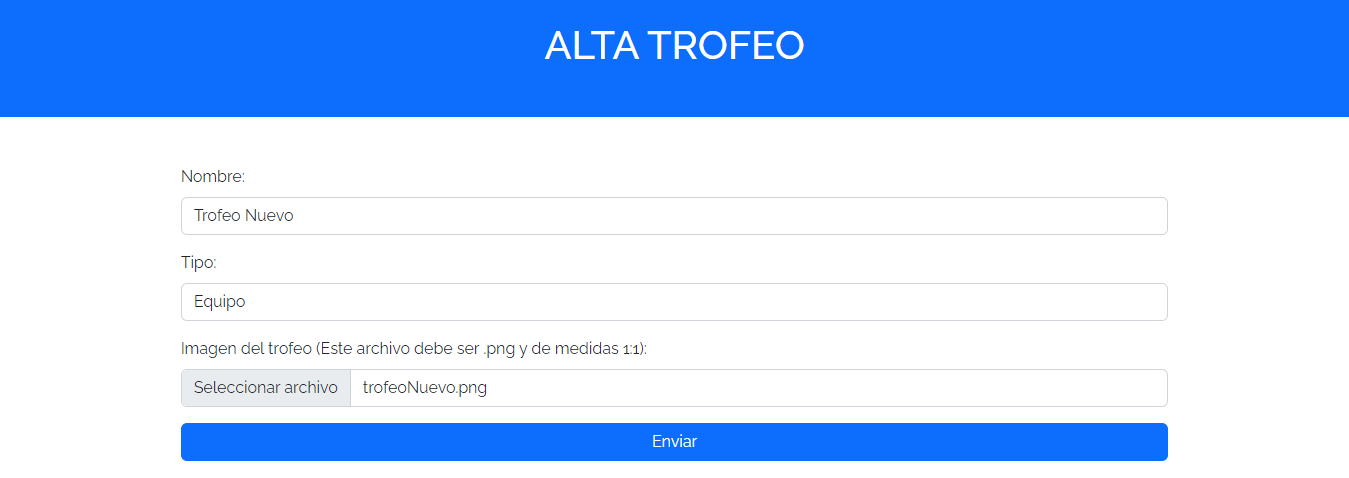 ALTA TROFEO
Nombre:
Trofeo Nuevo
Tipo:
Equipo
Imagen del trofeo (Este archivo debe ser .png y de medidas 1:1):
Seleccionar archivo trofeoNuevo.png
Enviar